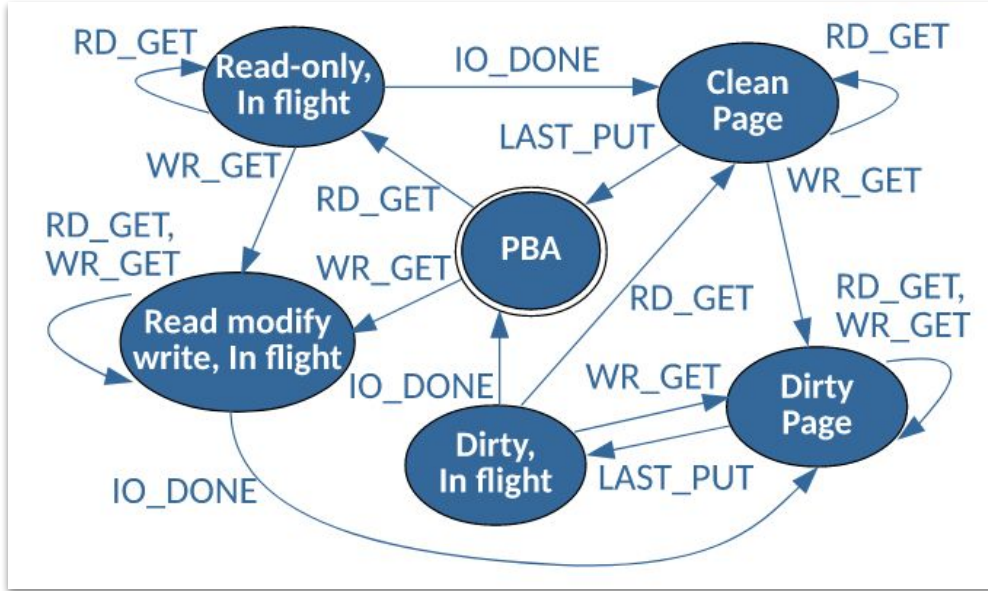 RD_GET
Read-only,
In flight
IO_DONE
Clean
Page
RD_GET
LAST_PUT
WR_GET
WR_GET
RD_GET
RD_GET,
WR_GET
PBA
WR_GET
RD_GET
RD_GET,
WR_GET
Read modify
write, In flight
IO_DONE
WR_GET
Dirty
Page
Dirty,
In flight
LAST_PUT
IO_DONE